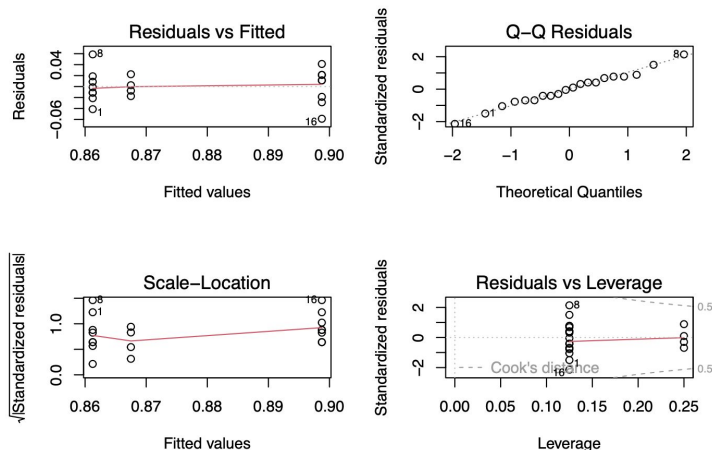 Residuals vs Fitted
Residuals
0.04
−0.06
8
1
16
0.86 0.87 0.88 0.89 0.90
Fitted values
Q−Q Residuals
Standardized residuals
2
0
−2
8
1
16
−2 −1 0 1 2
Theoretical Quantiles
Scale−Location
√|Standardized residuals|
1.0
0.0
8
1
16
0.86 0.87 0.88 0.89 0.90
Fitted values
Residuals vs Leverage
Standardized residuals
2
0
−2
8
1
16
Cook's distance
0.5
0.5
0.00 0.05 0.10 0.15 0.20 0.25
Leverage